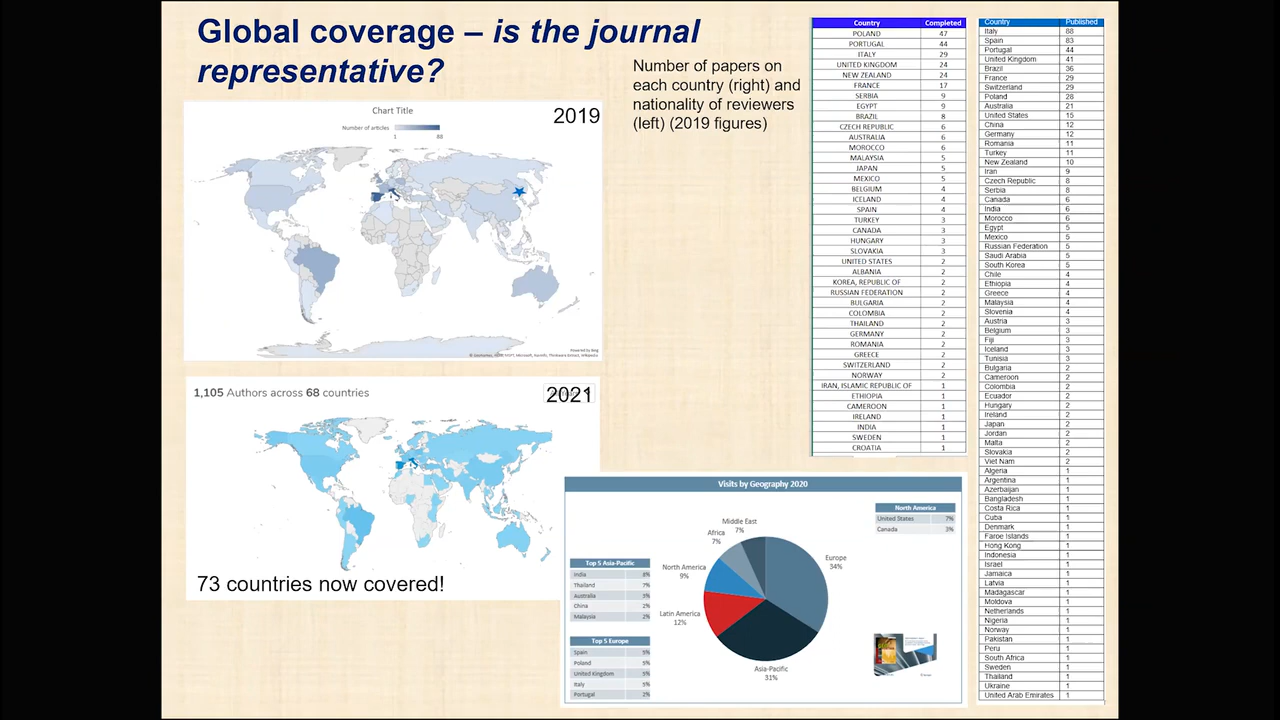 Global coverage – is the journal
representative?
Number of papers on
each country (right) and
nationality of reviewers
(left) (2019 figures)
Chart Title
2019
Number of articles
1
88
Powered by Bing
1,105 Authors across 68 countries
2021
73 countries now covered!
Country Completed
POLAND 47
PORTUGAL 44
ITALY 29
UNITED KINGDOM 24
NEW ZEALAND 24
FRANCE 17
SERBIA 9
EGYPT 9
BRAZIL 8
CZECH REPUBLIC 6
AUSTRALIA 6
MOROCCO 6
MALAYSIA 5
JAPAN 5
MEXICO 5
BELGIUM 4
ICELAND 4
SPAIN 4
TURKEY 3
CANADA 3
HUNGARY 3
SLOVAKIA 3
UNITED STATES 2
ALBANIA 2
KOREA, REPUBLIC OF 2
RUSSIAN FEDERATION 2
BULGARIA 2
COLOMBIA 2
THAILAND 2
GERMANY 2
ROMANIA 2
GREECE 2
SWITZERLAND 2
NORWAY 2
IRAN, ISLAMIC REPUBLIC OF 1
ETHIOPIA 1
CAMEROON 1
IRELAND 1
INDIA 1
SWEDEN 1
CROATIA 1
Country Published
Italy 88
Spain 83
Portugal 44
United Kingdom 41
Brazil 36
France 29
Switzerland 29
Poland 28
Australia 21
United States 15
China 12
Germany 12
Romania 11
Turkey 11
New Zealand 10
Iran 9
Czech Republic 8
Serbia 8
Canada 6
India 6
Morocco 6
Egypt 5
Mexico 5
Russian Federation 5
Saudi Arabia 5
South Korea 5
Chile 4
Ethiopia 4
Greece 4
Malaysia 4
Slovenia 4
Austria 3
Belgium 3
Fiji 3
Iceland 3
Tunisia 3
Bulgaria 2
Cameroon 2
Colombia 2
Ecuador 2
Hungary 2
Ireland 2
Japan 2
Jordan 2
Malta 2
Slovakia 2
Viet Nam 2
Algeria 1
Argentina 1
Azerbaijan 1
Bangladesh 1
Costa Rica 1
Cuba 1
Denmark 1
Faroe Islands 1
Hong Kong 1
Indonesia 1
Israel 1
Jamaica 1
Latvia 1
Madagascar 1
Moldova 1
Netherlands 1
Nigeria 1
Norway 1
Pakistan 1
Peru 1
South Africa 1
Sweden 1
Thailand 1
Ukraine 1
United Arab Emirates 1
Visits by Geography 2020
North America
United States 7%
Canada 3%
Middle East
7%
Africa
7%
Europe
34%
North America
9%
Latin America
12%
Asia-Pacific
31%
Top 5 Asia-Pacific
India
Thailand 7%
Australia 3%
China 2%
Malaysia 2%
Top 5 Europe
Spain 5%
Poland 5%
United Kingdom 5%
Italy 5%
Portugal 2%